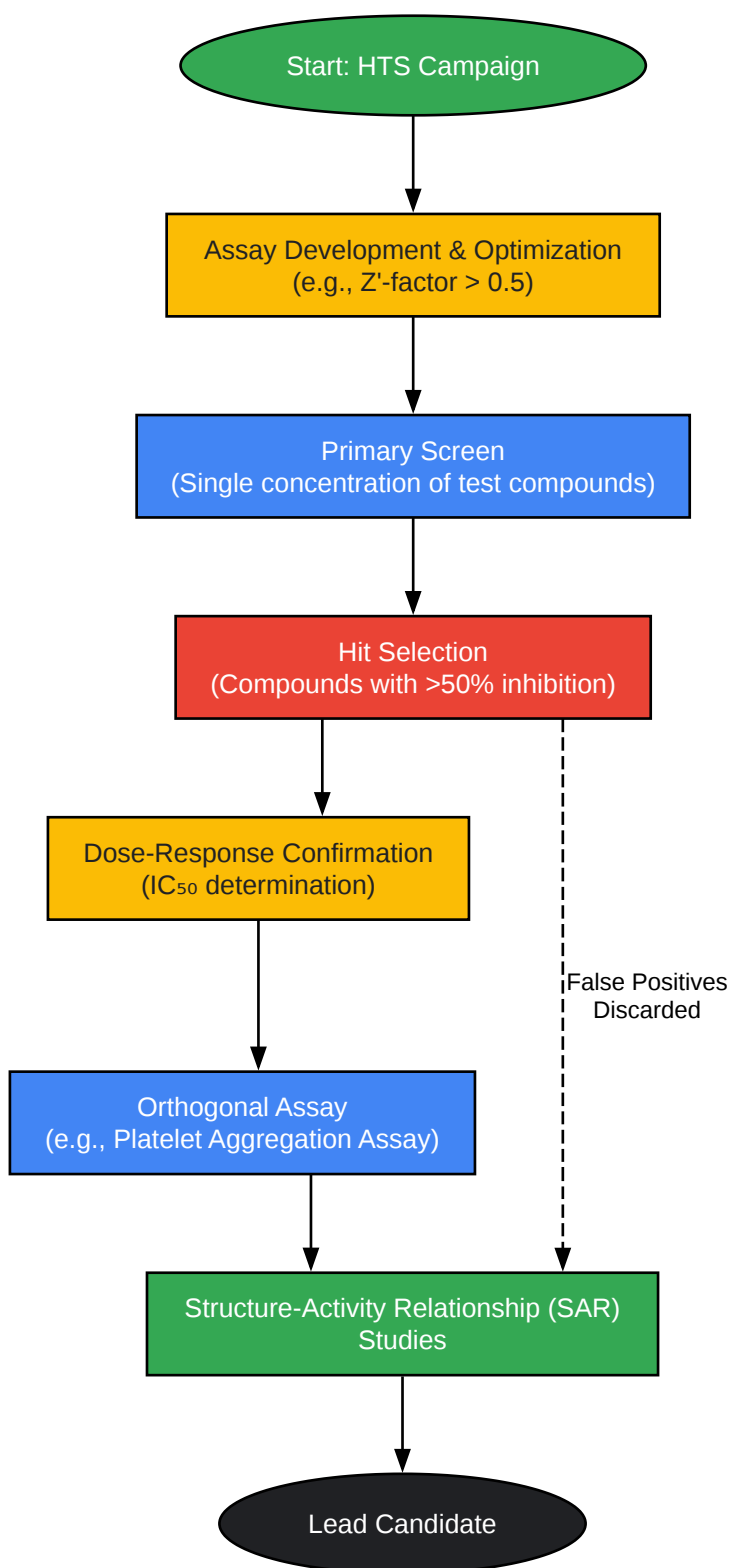 Start: HTS Campaign
Assay Development & Optimization
(e.g., Z'-factor > 0.5)
Primary Screen
(Single concentration of test compounds)
Hit Selection
(Compounds with >50% inhibition)
Dose-Response Confirmation
(IC₅₀ determination)
False Positives
Discarded
Orthogonal Assay
(e.g., Platelet Aggregation Assay)
Structure-Activity Relationship (SAR)
Studies
Lead Candidate